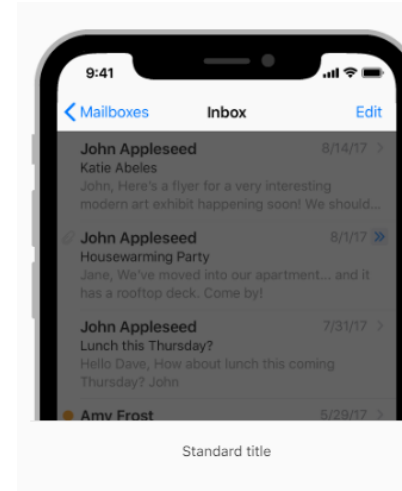 9:41
Mailboxes Inbox Edit
John Appleseed 8/14/17
Katie Abeles
John, Here's a flyer for a very interesting
modern art exhibit happening soon! We should...
John Appleseed 8/1/17
Housewarming Party
Jane, We've moved into our apartment... and it
has a rooftop deck. Come by!
John Appleseed 7/31/17
Lunch this Thursday?
Hello Dave, How about lunch this coming
Thursday? John
Amy Frost 5/29/17
Standard title